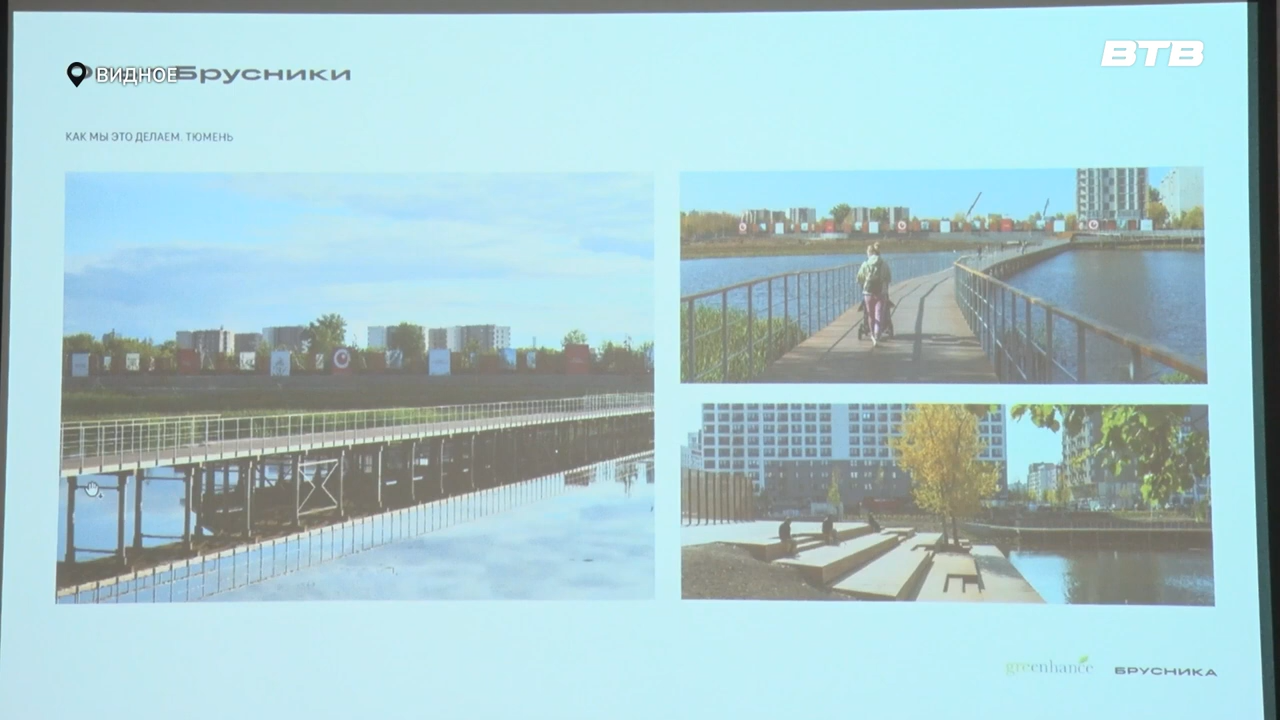 ВИДНОЕ
Брусники
ВТВ
КАК МЫ ЭТО ДЕЛАЕМ. ТЮМЕНЬ
greenhance
БРУСНИКА